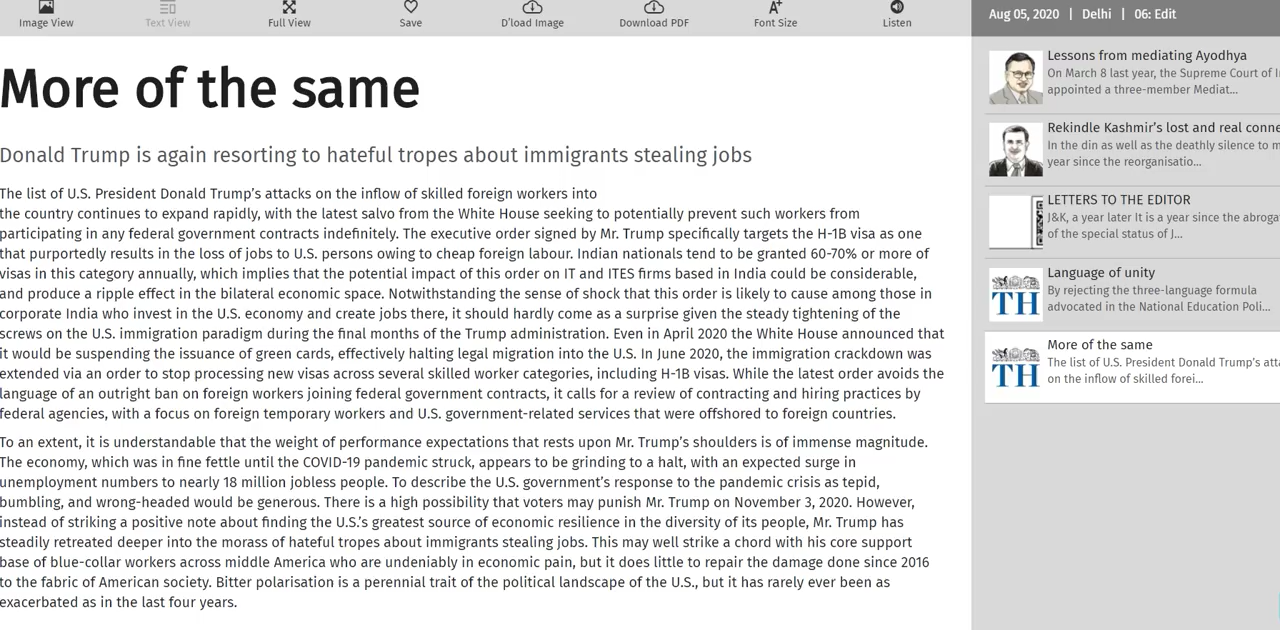 Image View
Text View
Full View
Save
D'load Image
Download PDF
Font Size
Listen
More of the same
Donald Trump is again resorting to hateful tropes about immigrants stealing jobs
The list of U.S. President Donald Trump's attacks on the inflow of skilled foreign workers into
the country continues to expand rapidly, with the latest salvo from the White House seeking to potentially prevent such workers from
participating in any federal government contracts indefinitely. The executive order signed by Mr. Trump specifically targets the H-1B visa as one
that purportedly results in the loss of jobs to U.S. persons owing to cheap foreign labour. Indian nationals tend to be granted 60-70% or more of
visas in this category annually, which implies that the potential impact of this order on IT and ITES firms based in India could be considerable,
and produce a ripple effect in the bilateral economic space. Notwithstanding the sense of shock that this order is likely to cause among those in
corporate India who invest in the U.S. economy and create jobs there, it should hardly come as a surprise given the steady tightening of the
screws on the U.S. immigration paradigm during the final months of the Trump administration. Even in April 2020 the White House announced that
it would be suspending the issuance of green cards, effectively halting legal migration into the U.S. In June 2020, the immigration crackdown was
extended via an order to stop processing new visas for several skilled worker categories, including H-1B visas. While the latest order avoids the
language of an outright ban on foreign workers joining federal government contracts, it calls for a review of contracting and hiring practices by
federal agencies, with a focus on foreign temporary workers and U.S. government-related services that were offshored to foreign countries.
To an extent, it is understandable that the weight of performance expectations that rests upon Mr. Trump's shoulders is of immense magnitude.
The economy, which was in fine fettle until the COVID-19 pandemic struck, appears to be grinding to a halt, with an expected surge in
unemployment numbers to nearly 18 million jobless people. To describe the U.S. government's response to the pandemic crisis as tepid,
bumbling, and wrong-headed would be generous. There is a high possibility that voters may punish Mr. Trump on November 3, 2020. However,
instead of striking a positive note about finding the U.S.'s greatest source of economic resilience in the diversity of its people, Mr. Trump has
steadily retreated deeper into the morass of hateful tropes about immigrants stealing jobs. This may well strike a chord with his core support
base of blue-collar workers across middle America who are undeniably in economic pain, but it does little to repair the damage done since 2016
to the fabric of American society. Bitter polarisation is a perennial trait of the political landscape of the U.S., but it has rarely ever been as
exacerbated as in the last four years.
Aug 05, 2020 | Delhi | 06: Edit
Lessons from mediating Ayodhya
On March 8 last year, the Supreme Court of
appointed a three-member Mediat...
Rekindle Kashmir's lost and real
In the din as well as the deathly silence to
year since the reorganisatio...
LETTERS TO THE EDITOR
J&K, a year later It is a year since the
of the special status of J...
Language of unity
By rejecting the three-language formula
advocated in the National Education Poli...
TH
More of the same
The list of U.S. President Donald Trump's
on the inflow of skilled forei...
TH